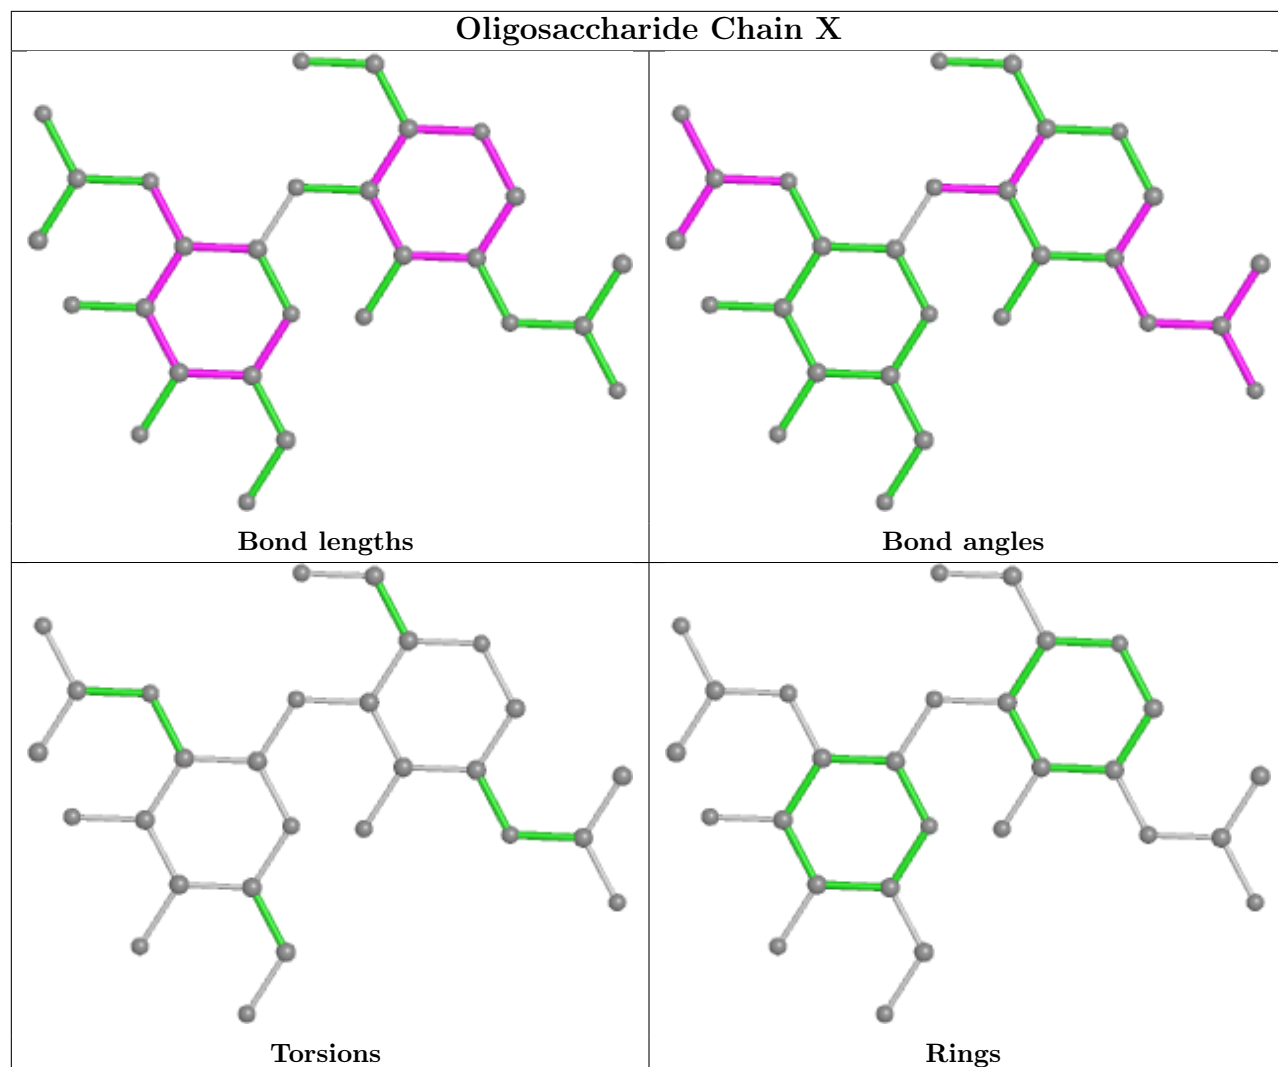 Oligosaccharide Chain X
Bond lengths
Bond angles
Torsions
Rings